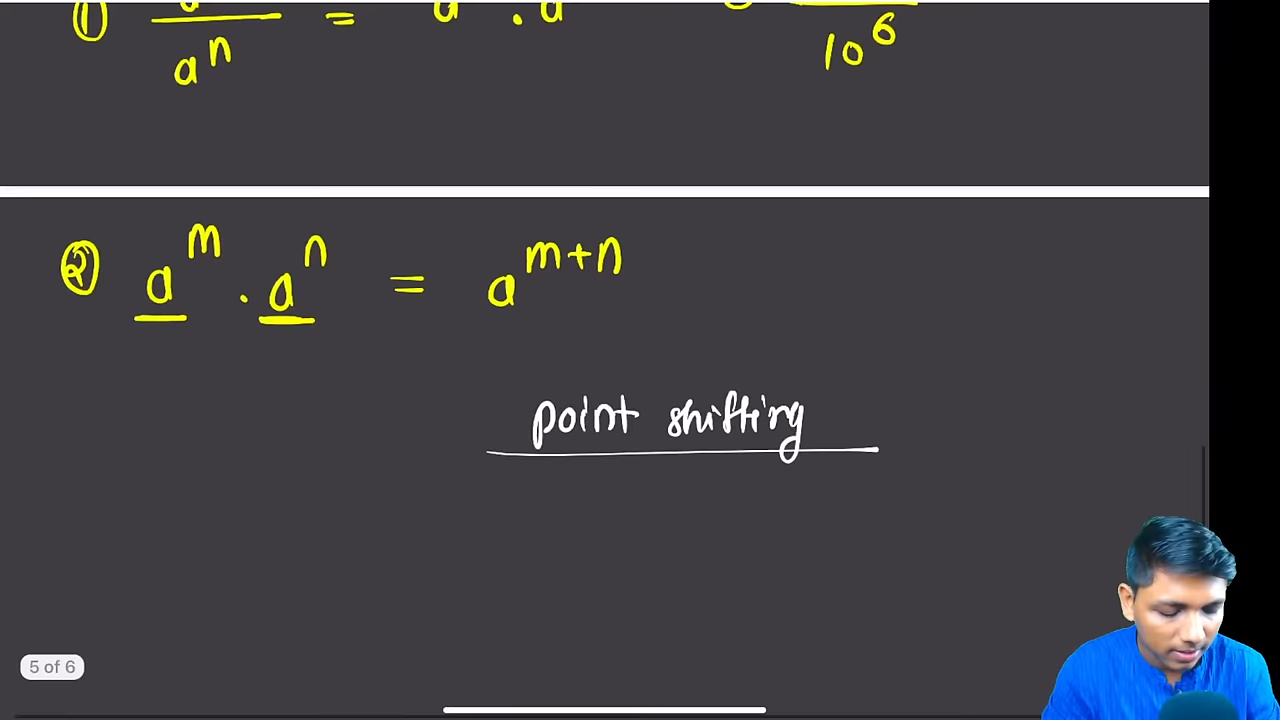 ① aⁿ = . 10⁶
② aᵐ . aⁿ = aᵐ⁺ⁿ
point shifting
5 of 6